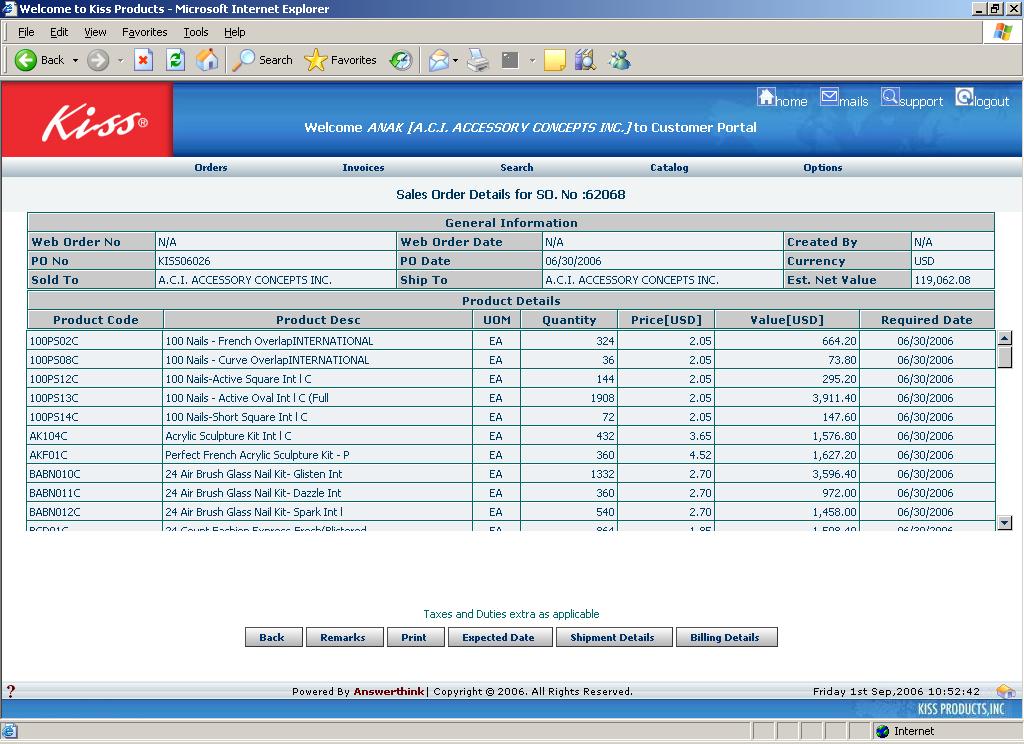 Welcome to Kiss Products - Microsoft Internet Explorer
File Edit View Favorites Tools Help
Back Search Favorites
Kiss®
home mails support logout
Welcome ANAK [A.C.I. ACCESSORY CONCEPTS INC.]to Customer Portal
Orders Invoices Search Catalog Options
Sales Order Details for SO. No :62068
General Information
Web Order No N/A Web Order Date N/A Created By N/A
PO No KISS06026 PO Date 06/30/2006 Currency USD
Sold To A.C.I. ACCESSORY CONCEPTS INC. Ship To A.C.I. ACCESSORY CONCEPTS INC. Est. Net Value 119,062.08
Product Details
Product Code Product Desc UOM Quantity Price[USD] Value[USD] Required Date
100PS02C 100 Nails - French OverlapINTERNATIONAL EA 324 2.05 664.20 06/30/2006
100PS08C 100 Nails - Curve OverlapINTERNATIONAL EA 36 2.05 73.80 06/30/2006
100PS12C 100 Nails-Active Square Int l C EA 144 2.05 295.20 06/30/2006
100PS13C 100 Nails - Active Oval Int l C (Full EA 1908 2.05 3,911.40 06/30/2006
100PS14C 100 Nails-Short Square Int l C EA 72 2.05 147.60 06/30/2006
AK104C Acrylic Sculpture Kit Int l C EA 432 3.65 1,576.80 06/30/2006
AKF01C Perfect French Acrylic Sculpture Kit - P EA 360 4.52 1,627.20 06/30/2006
BABN010C 24 Air Brush Glass Nail Kit- Glisten Int EA 1332 2.70 3,596.40 06/30/2006
BABN011C 24 Air Brush Glass Nail Kit- Dazzle Int EA 360 2.70 972.00 06/30/2006
BABN012C 24 Air Brush Glass Nail Kit- Spark Int l EA 540 2.70 1,458.00 06/30/2006
24 Count Fashion Express EA 864 1.85 1,598.40 06/30/2006
Taxes and Duties extra as applicable
Back Remarks Print Expected Date Shipment Details Billing Details
? Powered By Answerthink| Copyright © 2006. All Rights Reserved. Friday 1st Sep,2006 10:52:42
KISS PRODUCTS,INC
Internet